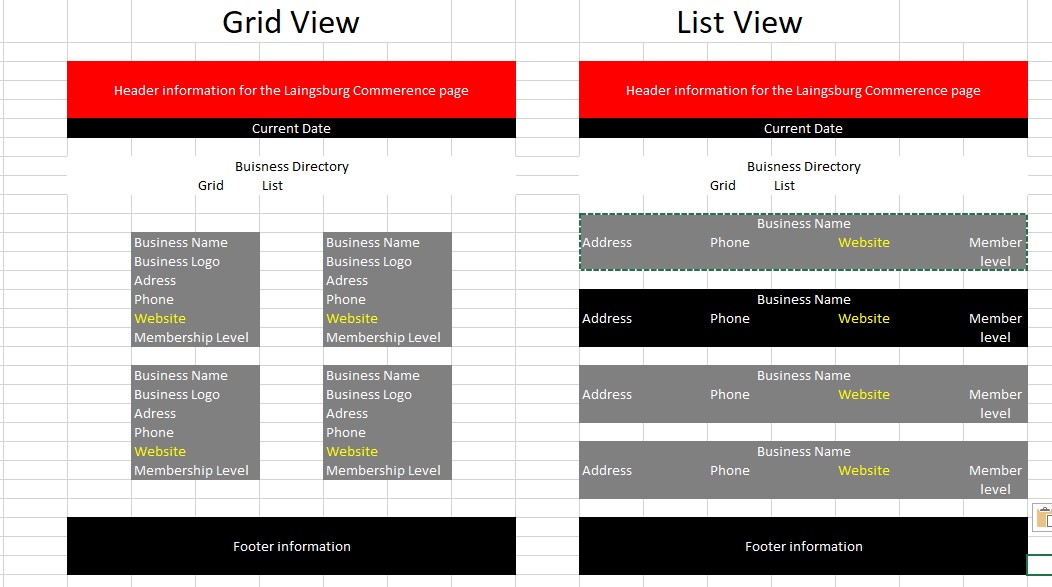 Grid View
Header information for the Laingsburg Commerence page
Current Date
Buisness Directory
Grid List
Business Name Business Name
Business Logo Business Logo
Adress Adress
Phone Phone
Website Website
Membership Level Membership Level
Business Name Business Name
Business Logo Business Logo
Adress Adress
Phone Phone
Website Website
Membership Level Membership Level
Footer information
List View
Header information for the Laingsburg Commerence page
Current Date
Buisness Directory
Grid List
Business Name
Address Phone Website Member
level
Business Name
Address Phone Website Member
level
Business Name
Address Phone Website Member
level
Business Name
Address Phone Website Member
level
Footer information